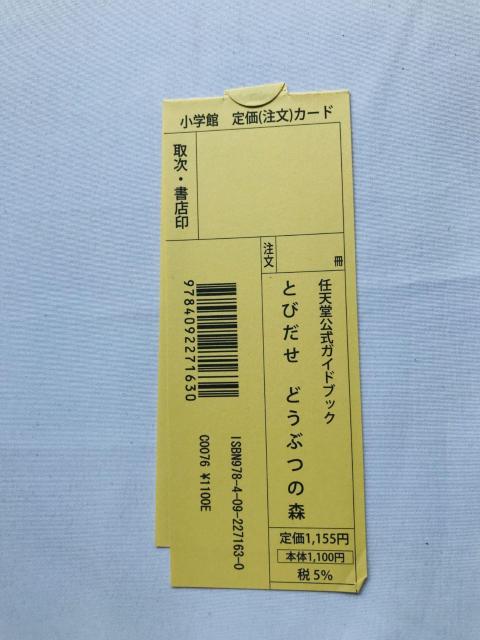 小学館 定価(注文)カード
取次・書店印
注文
冊
任天堂公式ガイドブック
とびだせ どうぶつの森
定価1,155円
本体1,100円
税5%
9784092271630
ISBN978-4-09-227163-0
C0076 ¥1100E